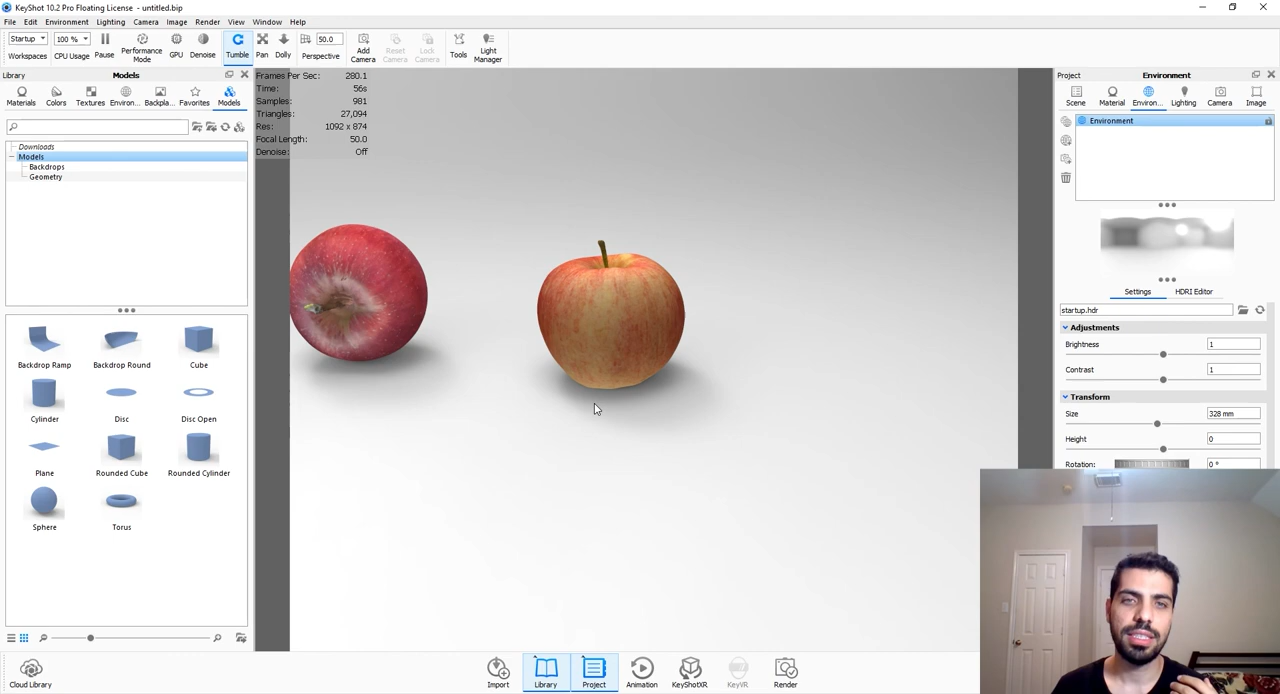 KeyShot 10.2 Pro Floating License - untitled.bip
File Edit Environment Lighting Camera Image Render View Window Help
Startup 100 % 50.0
Workspaces CPU Usage Pause Performance Mode GPU Denoise Tumble Pan Dolly Perspective Add Camera Reset Camera Lock Camera Tools Light Manager
Library Models
Materials Colors Textures Environ... Backpla... Favorites Models
Downloads
Models
Backdrops
Geometry
Backdrop Ramp Backdrop Round Cube
Cylinder Disc Disc Open
Plane Rounded Cube Rounded Cylinder
Sphere Torus
Cloud Library
Frames Per Sec: 280.1
Time: 56s
Samples: 981
Triangles: 27,094
Res: 1092 x 874
Focal Length: 50.0
Denoise: Off
Project Environment
Scene Material Environ... Lighting Camera Image
Environment
Settings HDRI Editor
startup.hdr
Adjustments
Brightness 1
Contrast 1
Transform
Size 328 mm
Height 0
Rotation: 0 °
Import Library Project Animation KeyShotXR KeyVR Render